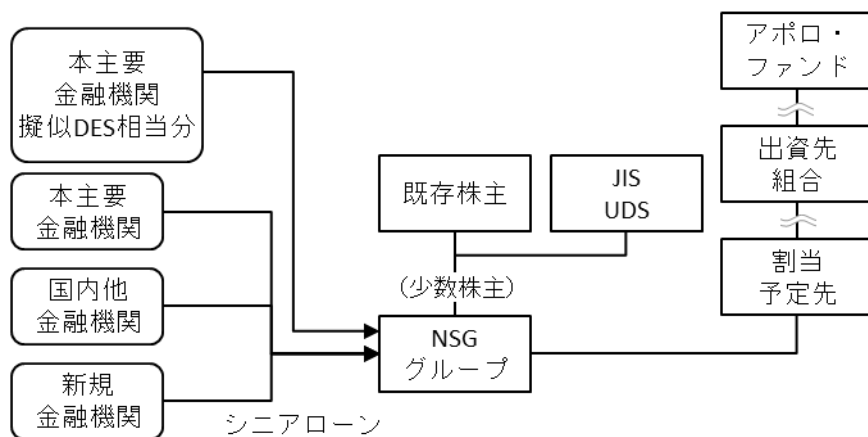 本主要
金融機関
擬似DES相当分
本主要
金融機関
国内他
金融機関
新規
金融機関
シニアローン
既存株主
JIS
UDS
(少数株主)
NSG
グループ
アポロ・
ファンド
出資先
組合
割当
予定先